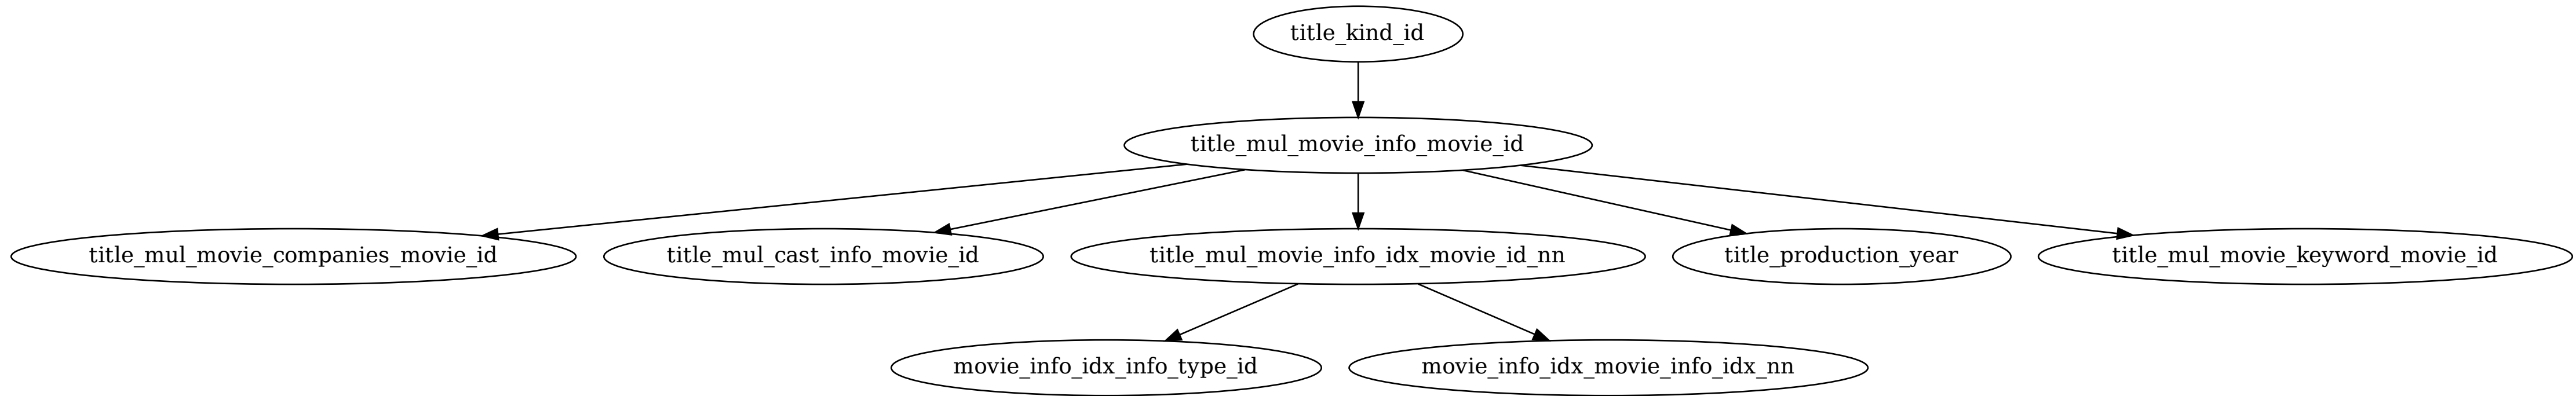 title_kind_id
title_mul_movie_info_movie_id
title_mul_movie_companies_movie_id
title_mul_cast_info_movie_id
title_mul_movie_info_idx_movie_id_nn
title_production_year
title_mul_movie_keyword_movie_id
movie_info_idx_info_type_id
movie_info_idx_movie_info_idx_nn